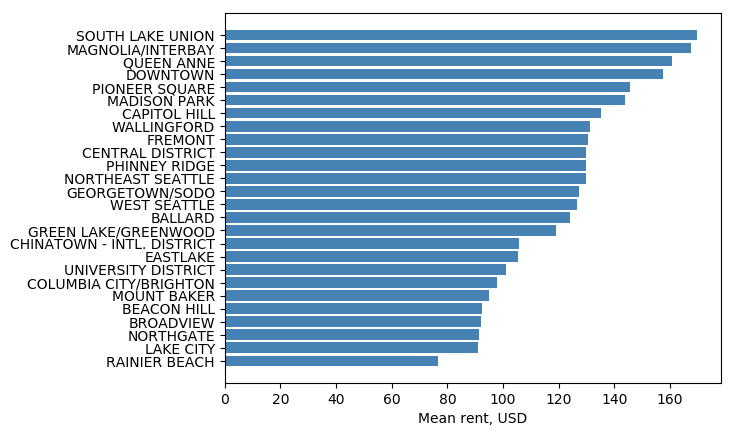 SOUTH LAKE UNION
MAGNOLIA/INTERBAY
QUEEN ANNE
DOWNTOWN
PIONEER SQUARE
MADISON PARK
CAPITOL HILL
WALLINGFORD
FREMONT
CENTRAL DISTRICT
PHINNEY RIDGE
NORTHEAST SEATTLE
GEORGETOWN/SODO
WEST SEATTLE
BALLARD
GREEN LAKE/GREENWOOD
CHINATOWN - INTL. DISTRICT
EASTLAKE
UNIVERSITY DISTRICT
COLUMBIA CITY/BRIGHTON
MOUNT BAKER
BEACON HILL
BROADVIEW
NORTHGATE
LAKE CITY
RAINIER BEACH
0 20 40 60 80 100 120 140 160
Mean rent, USD